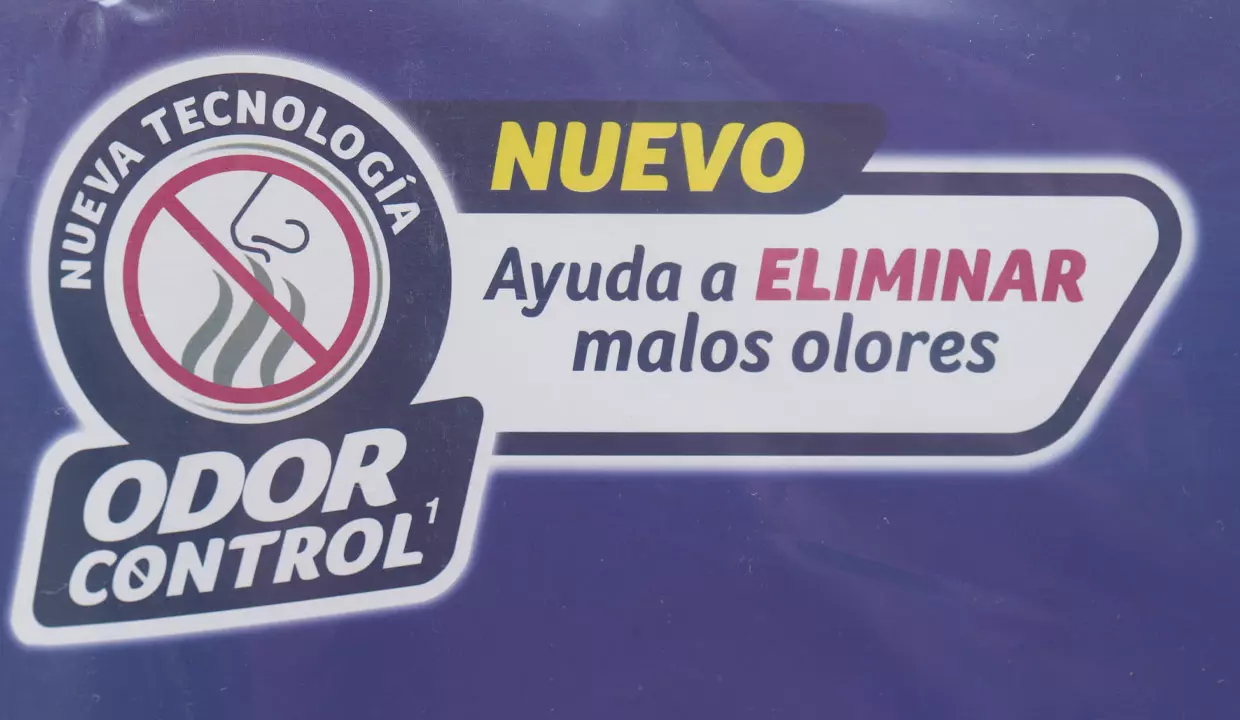 NUEVA TECNOLOGÍA
ODOR
CONTROL¹
NUEVO
Ayuda a ELIMINAR
malos olores